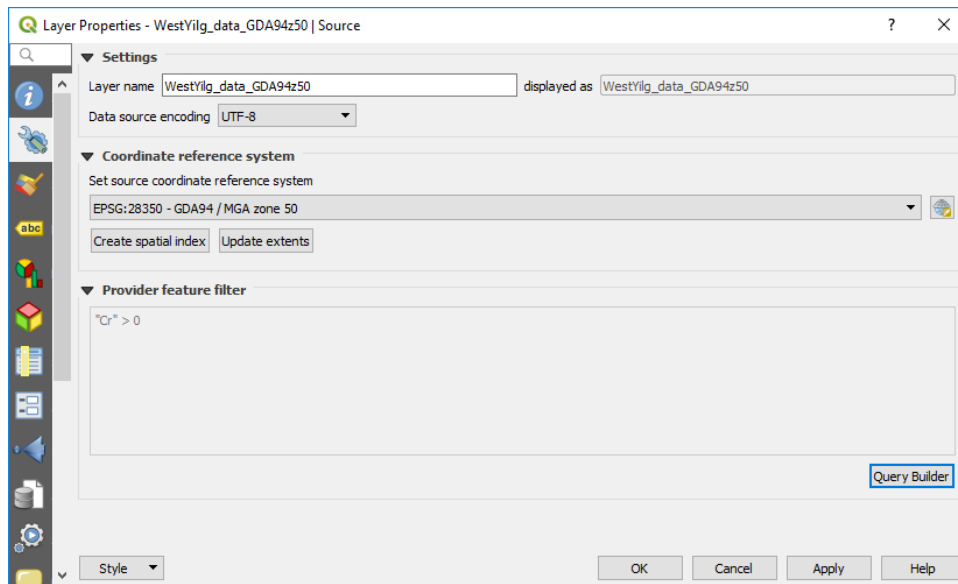 Layer Properties - WestYilg_data_GDA94z50 | Source
?
Settings
Layer name WestYilg_data_GDA94z50 displayed as WestYilg_data_GDA94z50
Data source encoding UTF-8
Coordinate reference system
Set source coordinate reference system
EPSG:28350 - GDA94 / MGA zone 50
Create spatial index Update extents
abc
Provider feature filter
"Cr" > 0
Query Builder
Style OK Cancel Apply Help